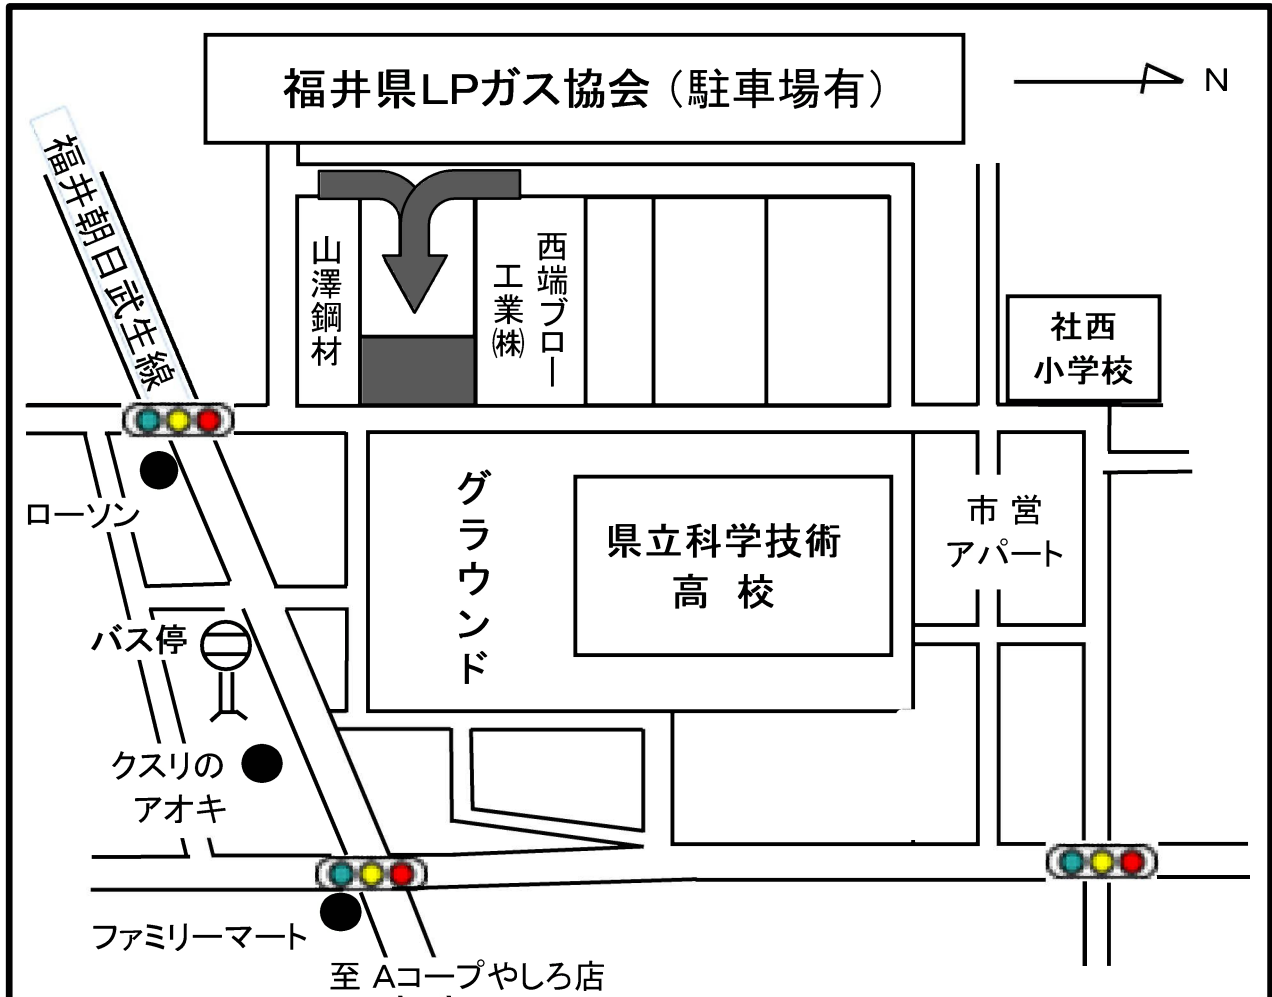 福井県LPガス協会（駐車場有）
N
福井朝日武生線
山澤鋼材
西端ブロー
工業㈱
社西
小学校
ローソン
グラウンド
県立科学技術
高 校
市 営
アパート
バス停
クスリの
アオキ
ファミリーマート
至 Aコープやしろ店